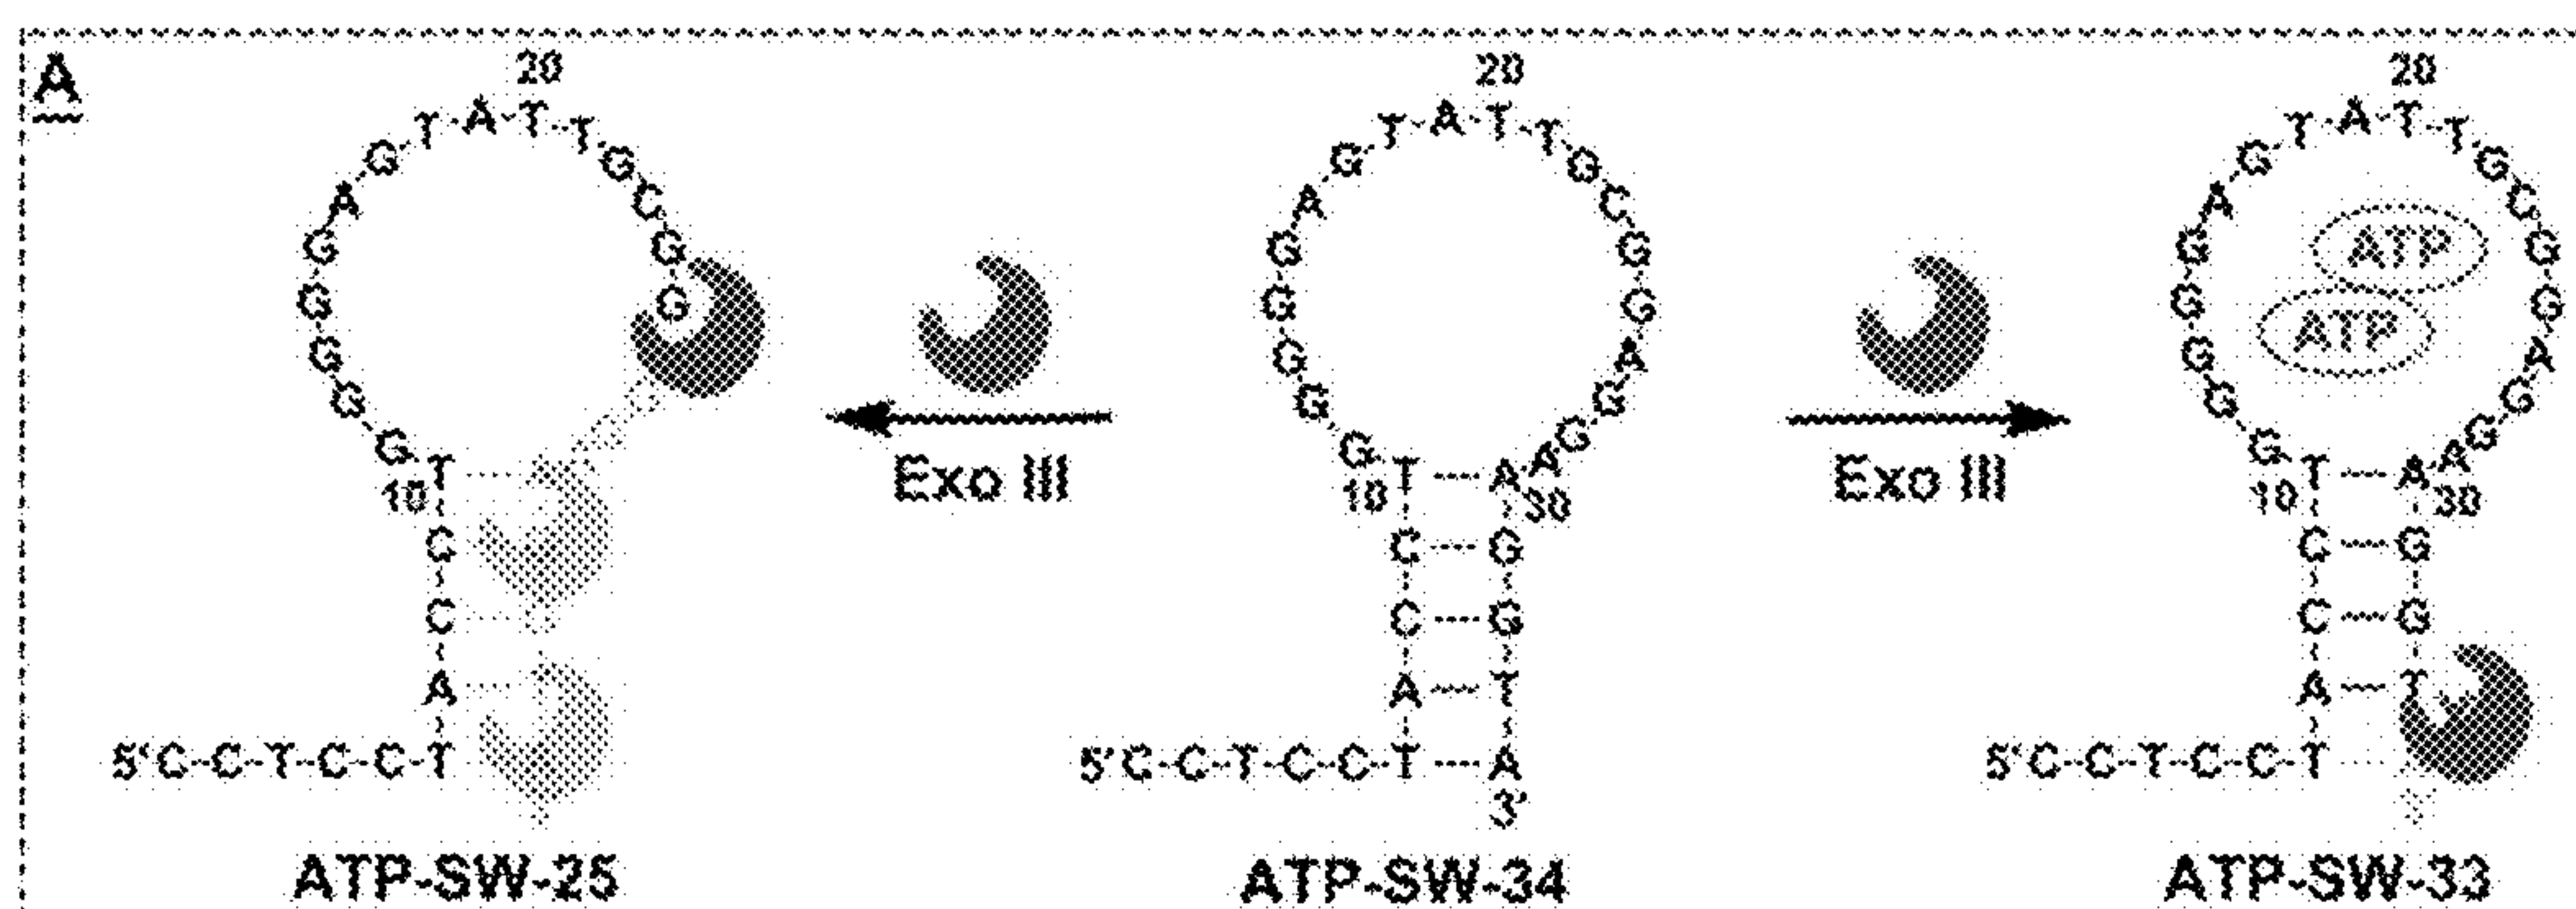 A
20 20 20
G T A T T G G T A T T G G T A T T G
A C A C A C
G G G G G ATP G
G G G G G ATP G
G G A G A
G G G G G
G G G G G
T T A A T A A
10 Exo III 10 30 Exo III 10 30
C C G C G
C C G C G
A A T A T
5'C-C-T-C-C-T 5'C-C-T-C-C-T A 5'C-C-T-C-C-T
3'
ATP-SW-25 ATP-SW-34 ATP-SW-33